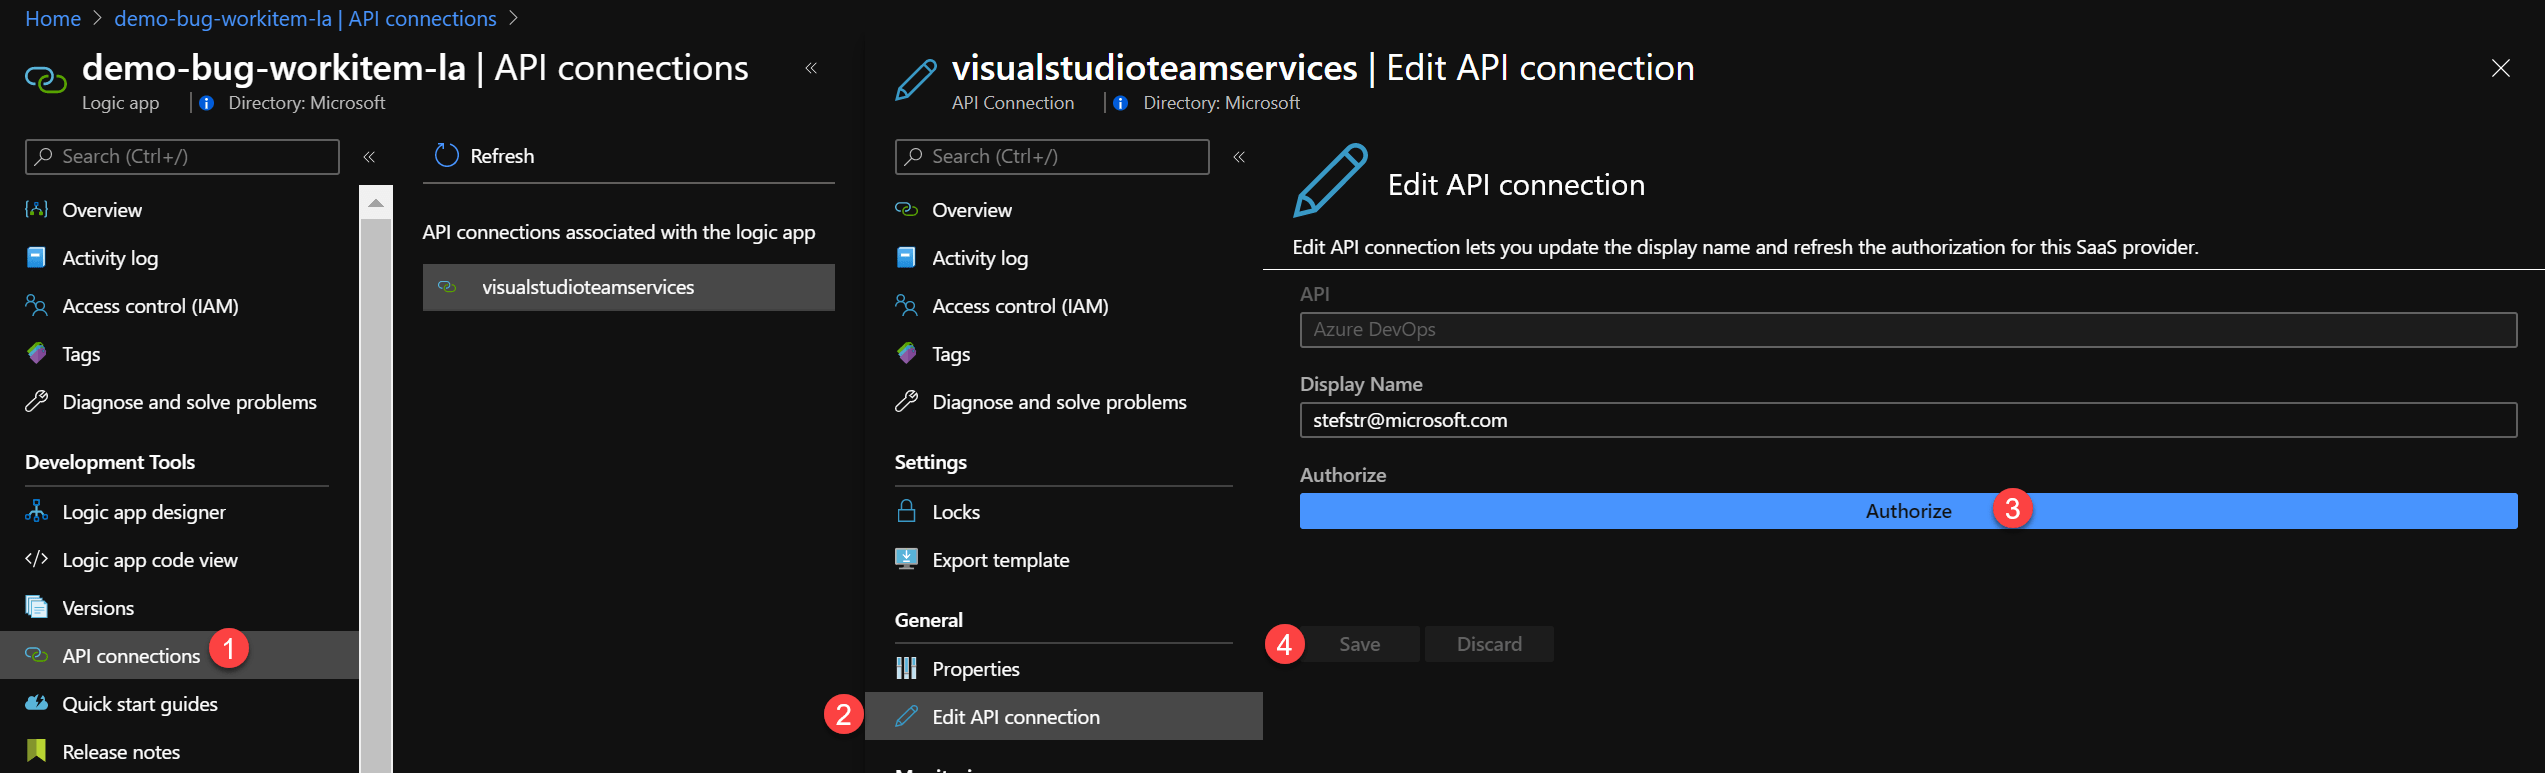 Home > demo-bug-workitem-la | API connections >
demo-bug-workitem-la | API connections
Logic app | Directory: Microsoft
Search (Ctrl+/)
Overview
Activity log
Access control (IAM)
Tags
Diagnose and solve problems
Development Tools
Logic app designer
Logic app code view
Versions
API connections 1
Quick start guides
Release notes
Refresh
API connections associated with the logic app
visualstudioteamservices
visualstudioteamservices | Edit API connection
API Connection | Directory: Microsoft
Search (Ctrl+/)
Overview
Activity log
Access control (IAM)
Tags
Diagnose and solve problems
Settings
Locks
Export template
General
Properties
2 Edit API connection
Edit API connection
Edit API connection lets you update the display name and refresh the authorization for this SaaS provider.
API
Azure DevOps
Display Name
stefstr@microsoft.com
Authorize
Authorize 3
4 Save Discard